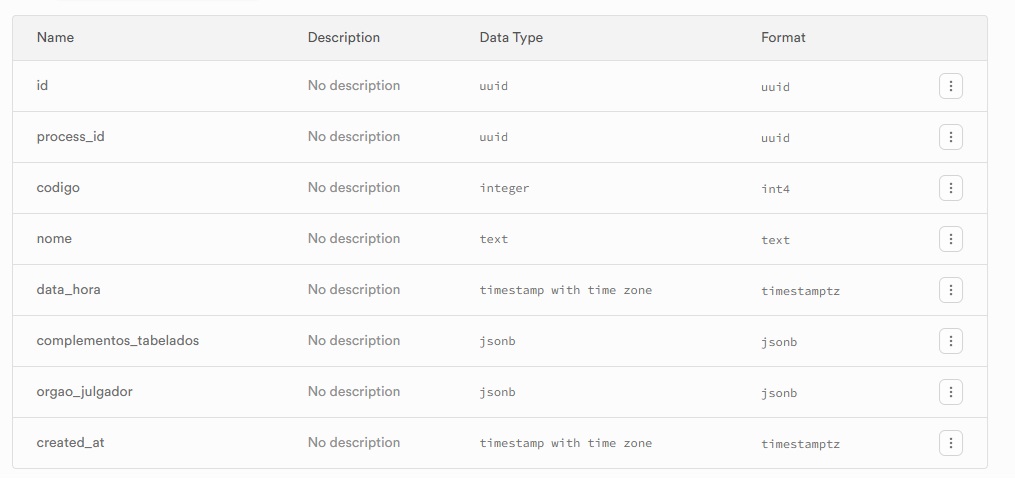 Name Description Data Type Format
id No description uuid uuid
process_id No description uuid uuid
codigo No description integer int4
nome No description text text
data_hora No description timestamp with time zone timestamptz
complementos_tabelados No description jsonb jsonb
orgao_julgador No description jsonb jsonb
created_at No description timestamp with time zone timestamptz